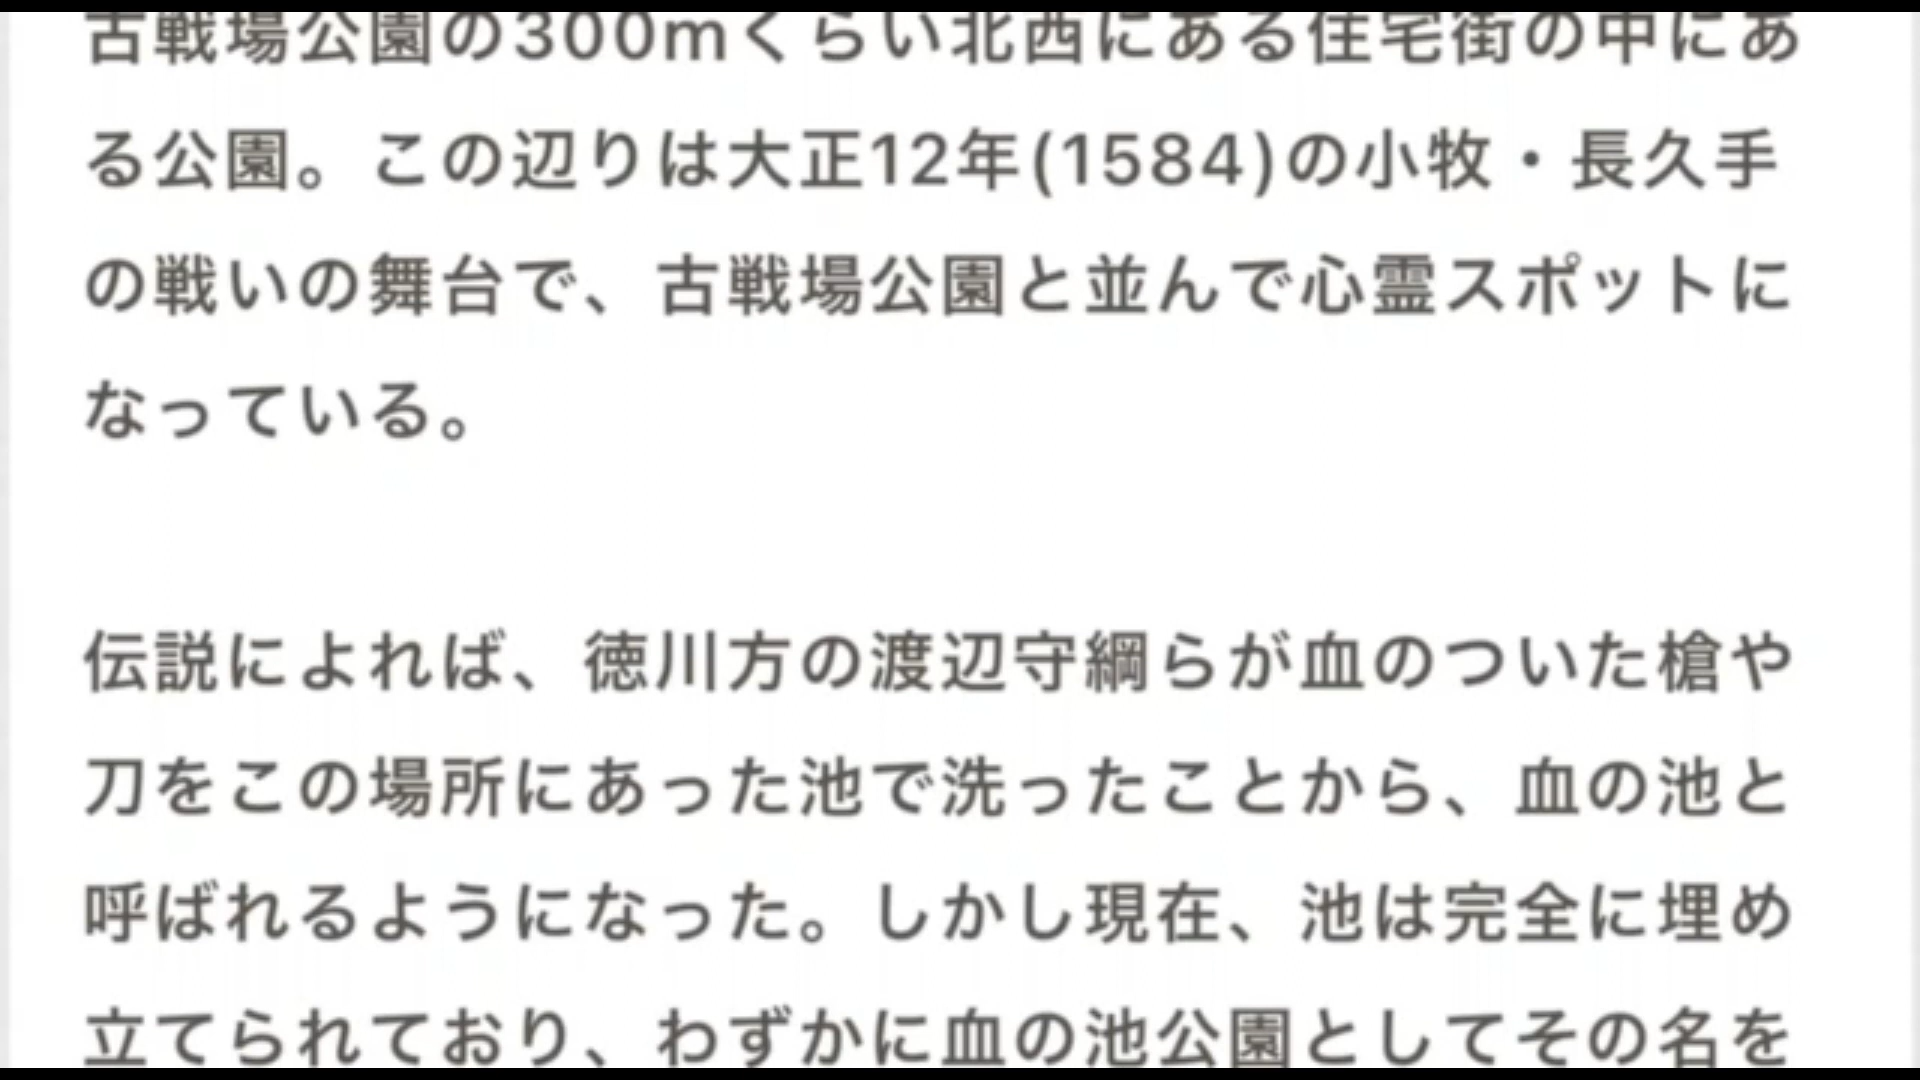 古戦場公園の300mくらい北西にある住宅街の中にあ
る公園。この辺りは大正12年(1584)の小牧・長久手
の戦いの舞台で、古戦場公園と並んで心霊スポットに
なっている。
伝説によれば、徳川方の渡辺守綱らが血のついた槍や
刀をこの場所にあった池で洗ったことから、血の池と
呼ばれるようになった。しかし現在、池は完全に埋め
立てられており、わずかに血の池公園としてその名を